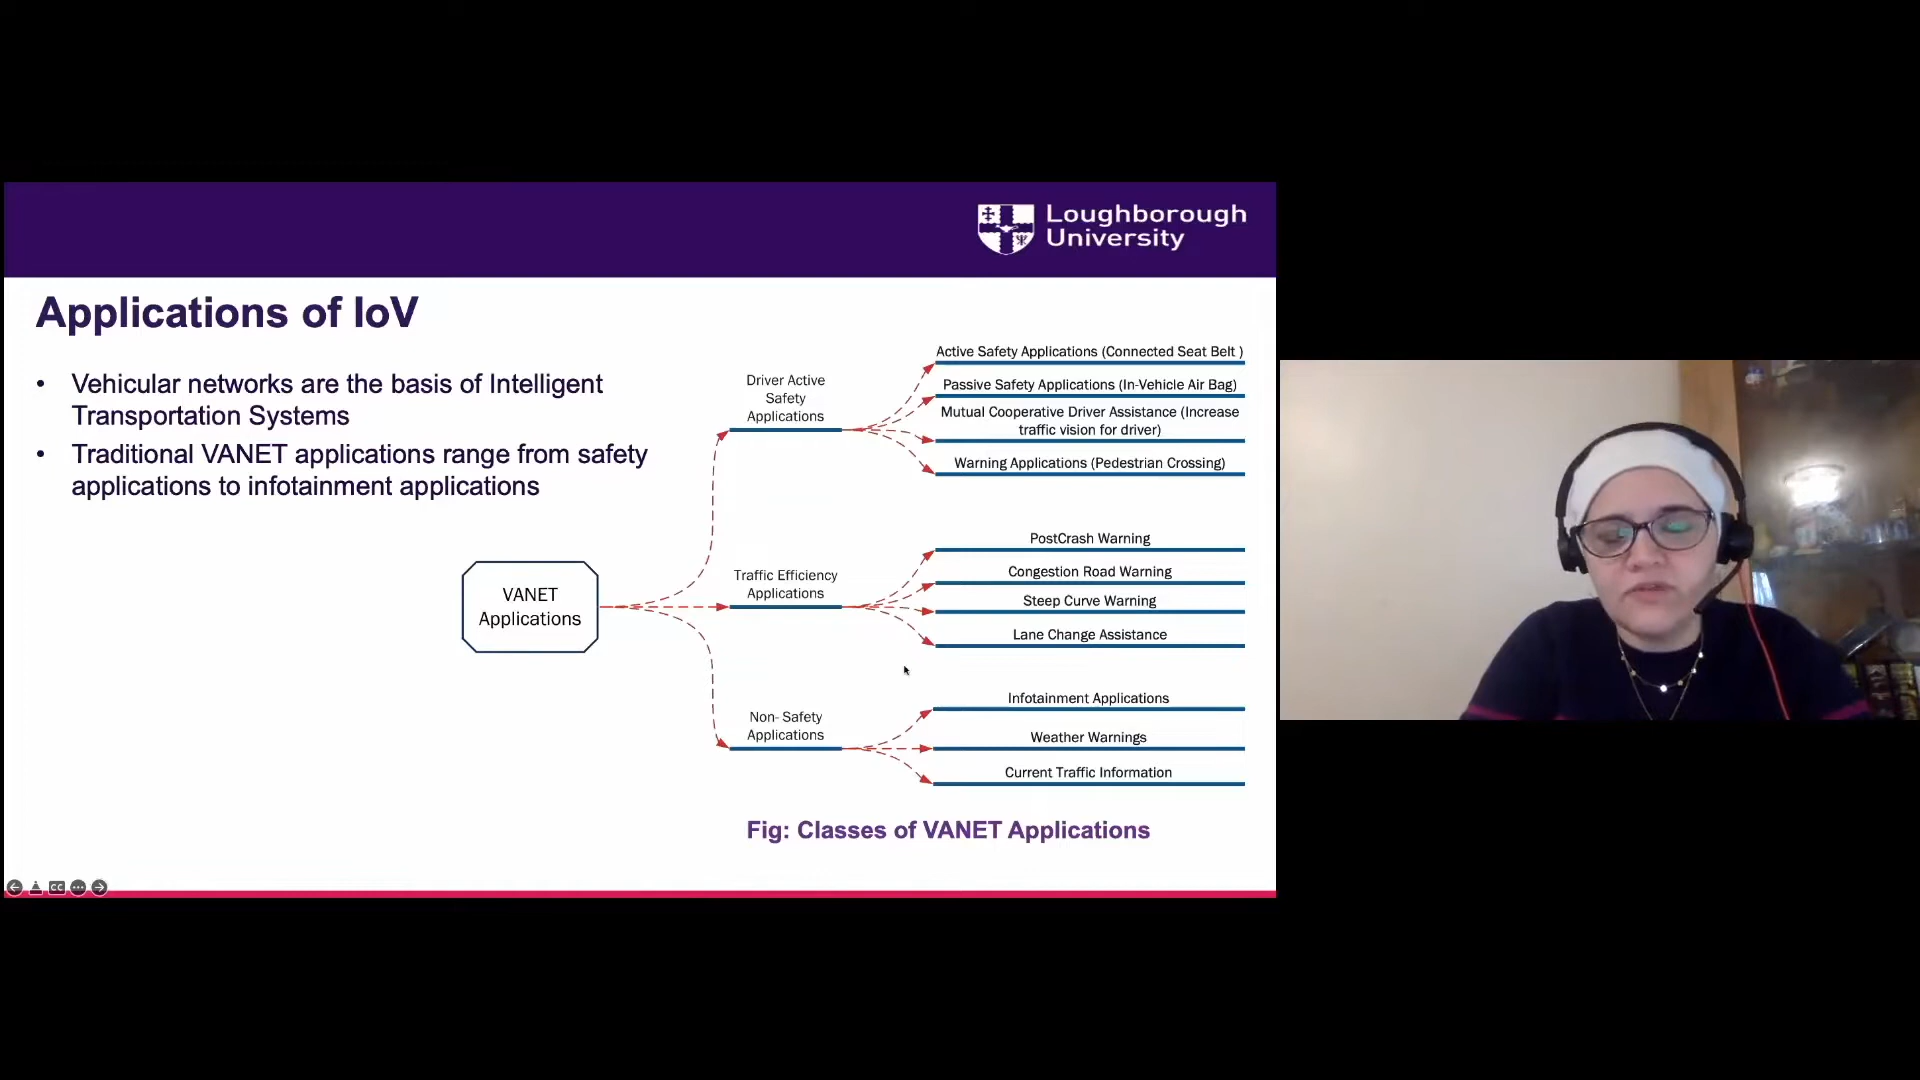 Loughborough
University
Applications of IoV
• Vehicular networks are the basis of Intelligent
Transportation Systems
• Traditional VANET applications range from safety
applications to infotainment applications
VANET
Applications
Driver Active
Safety
Applications
Active Safety Applications (Connected Seat Belt )
Passive Safety Applications (In-Vehicle Air Bag)
Mutual Cooperative Driver Assistance (Increase
traffic vision for driver)
Warning Applications (Pedestrian Crossing)
Traffic Efficiency
Applications
PostCrash Warning
Congestion Road Warning
Steep Curve Warning
Lane Change Assistance
Non- Safety
Applications
Infotainment Applications
Weather Warnings
Current Traffic Information
Fig: Classes of VANET Applications
CC